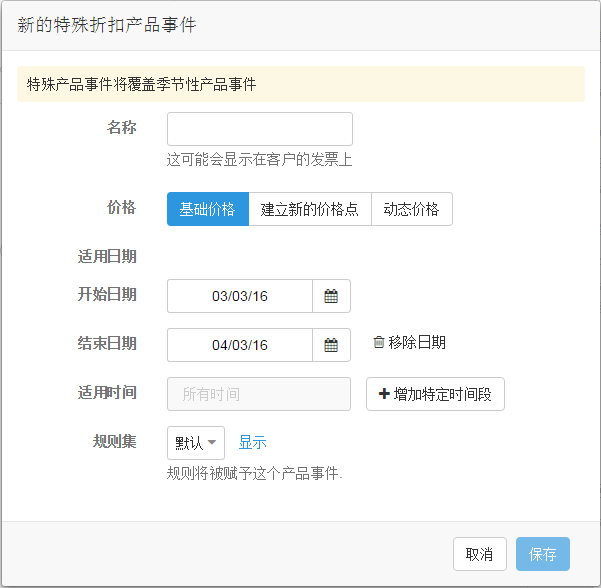 新的特殊折扣产品事件
特殊产品事件将覆盖季节性产品事件
名称
这可能会显示在客户的发票上
价格 基础价格 建立新的价格点 动态价格
适用日期
开始日期 03/03/16
结束日期 04/03/16 移除日期
适用时间 所有时间 增加特定时间段
规则集 默认 显示
规则将被赋予这个产品事件.
取消 保存